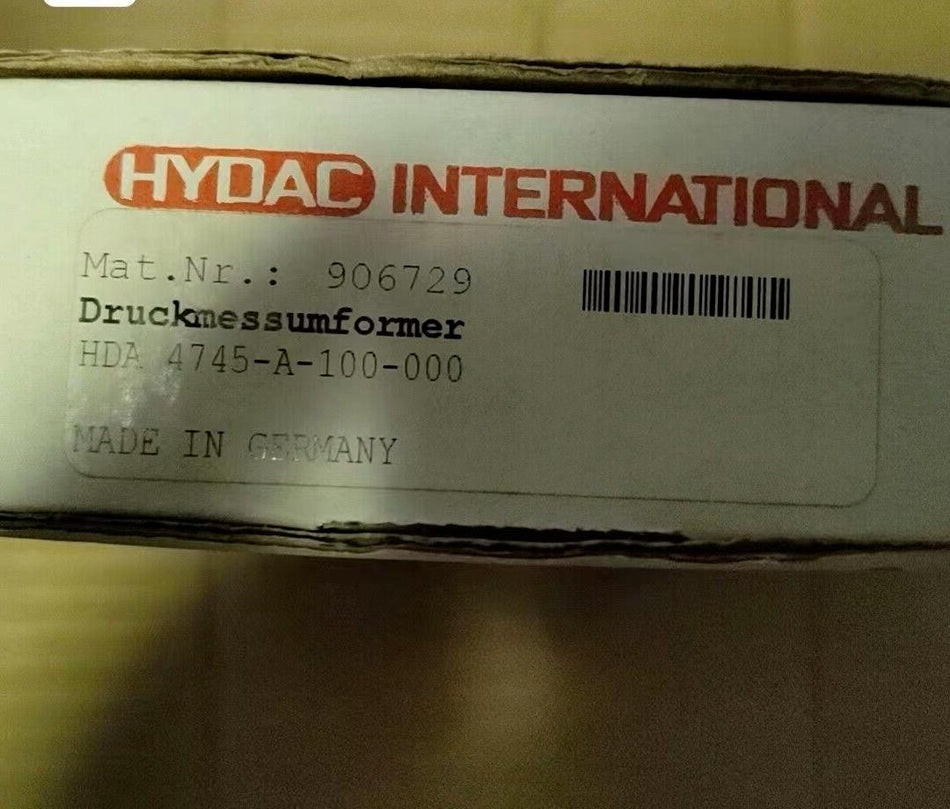 HYDAC INTERNATIONAL
Mat.Nr.: 906729
Druckmessumformer
HDA 4745-A-100-000
MADE IN GERMANY